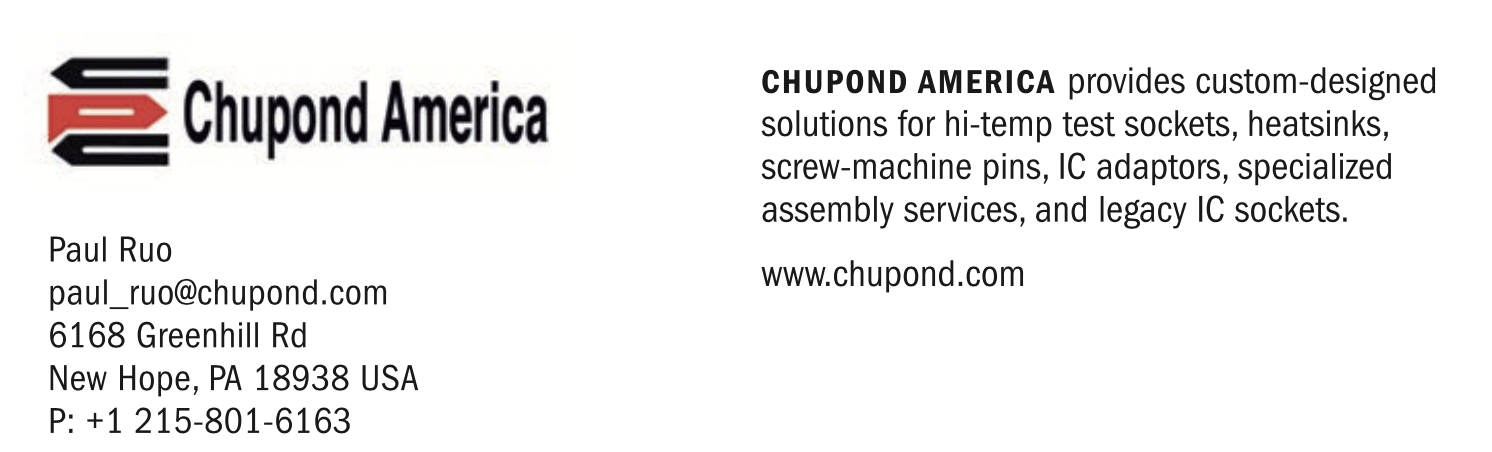 Chupond America
Paul Ruo
paul_ruo@chupond.com
6168 Greenhill Rd
New Hope, PA 18938 USA
P: +1 215-801-6163
CHUPOND AMERICA provides custom-designed
solutions for hi-temp test sockets, heatsinks,
screw-machine pins, IC adaptors, specialized
assembly services, and legacy IC sockets.
www.chupond.com